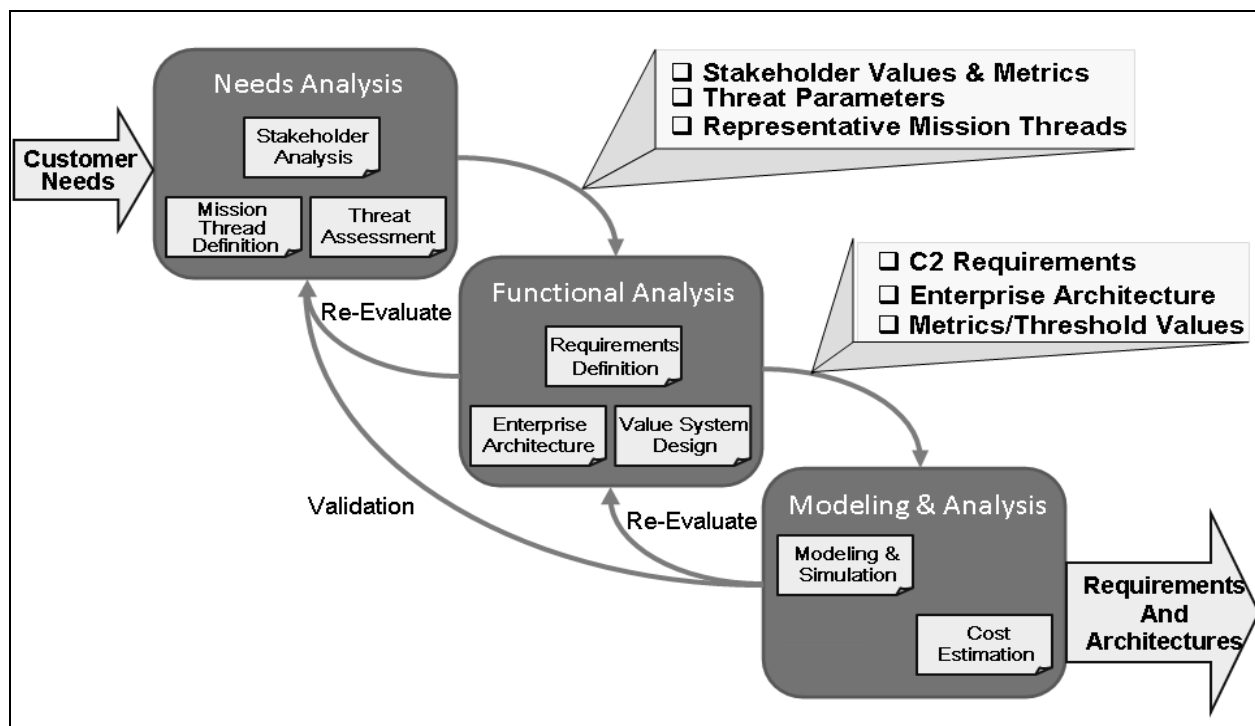 Needs Analysis
Stakeholder
Analysis
Mission
Thread
Definition
Threat
Assessment
Customer
Needs
❑ Stakeholder Values & Metrics
❑ Threat Parameters
❑ Representative Mission Threads
Re-Evaluate
Functional Analysis
Requirements
Definition
Enterprise
Architecture
Value System
Design
❑ C2 Requirements
❑ Enterprise Architecture
❑ Metrics/Threshold Values
Validation
Re-Evaluate
Modeling & Analysis
Modeling &
Simulation
Cost
Estimation
Requirements
And
Architectures